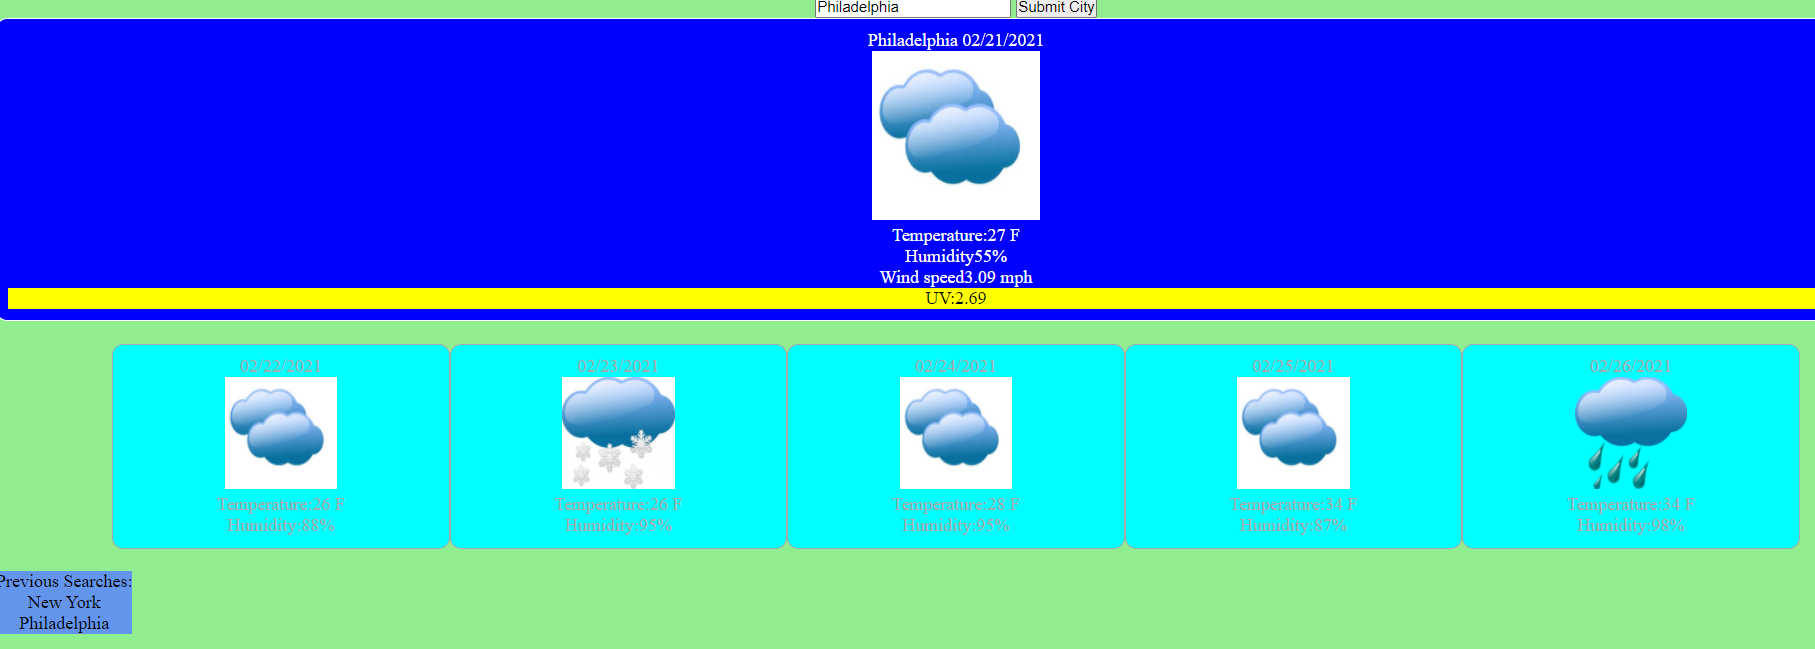 Philadelphia Submit City
Philadelphia 02/21/2021
Temperature:27 F
Humidity55%
Wind speed3.09 mph
UV:2.69
02/22/2021
Temperature:26 F
Humidity:88%
02/23/2021
Temperature:26 F
Humidity:95%
02/24/2021
Temperature:28 F
Humidity:95%
02/25/2021
Temperature:34 F
Humidity:87%
02/26/2021
Temperature:34 F
Humidity:98%
Previous Searches:
New York
Philadelphia